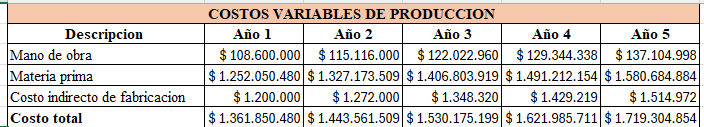 COSTOS VARIABLES DE PRODUCCION
Descripcion Año 1 Año 2 Año 3 Año 4 Año 5
Mano de obra $ 108.600.000 $ 115.116.000 $ 122.022.960 $ 129.344.338 $ 137.104.998
Materia prima $ 1.252.050.480 $ 1.327.173.509 $ 1.406.803.919 $ 1.491.212.154 $ 1.580.684.884
Costo indirecto de fabricacion $ 1.200.000 $ 1.272.000 $ 1.348.320 $ 1.429.219 $ 1.514.972
Costo total $ 1.361.850.480 $ 1.443.561.509 $ 1.530.175.199 $ 1.621.985.711 $ 1.719.304.854